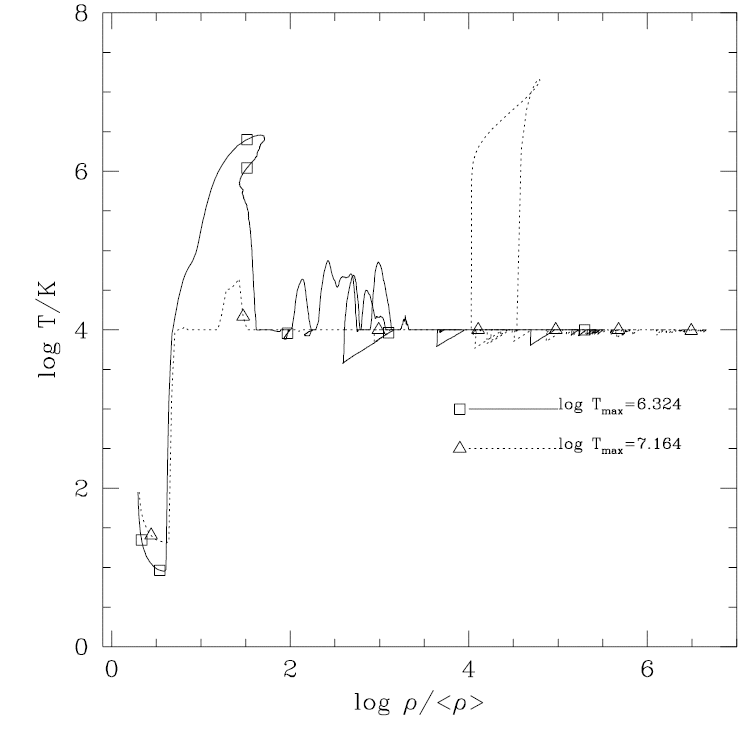 8
6
4
2
0
log T/K
log T_max=6.324
log T_max=7.164
0 2 4 6
log ρ/<ρ>